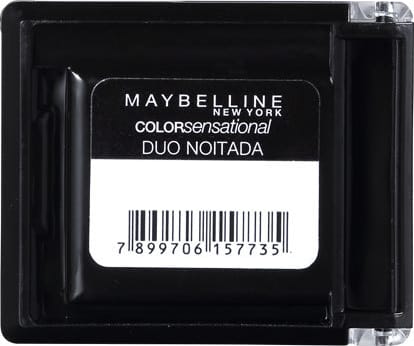 MAYBELLINE
NEW YORK
COLORsensational
DUO NOITADA
7 899706 157735